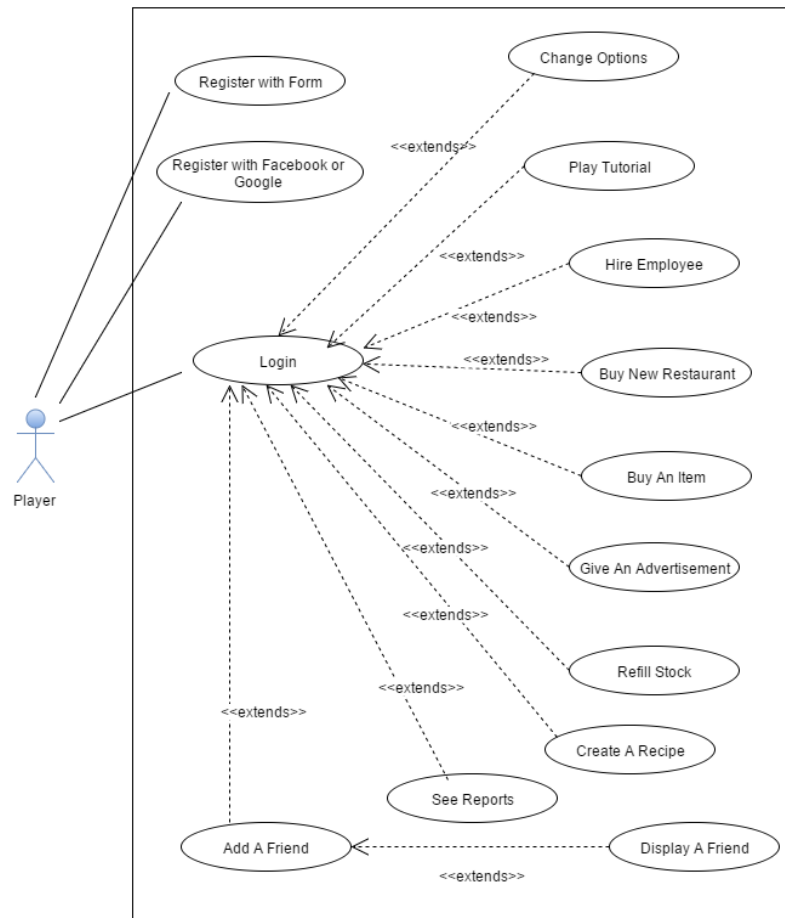 Register with Form
Change Options
<<extends>>
Register with Facebook or
Google
Play Tutorial
<<extends>>
Hire Employee
<<extends>>
Login
<<extends>>
Buy New Restaurant
<<extends>>
Buy An Item
Player
<<extends>>
<<extends>>
Give An Advertisement
<<extends>>
Refill Stock
<<extends>>
<<extends>>
Create A Recipe
See Reports
Add A Friend
Display A Friend
<<extends>>